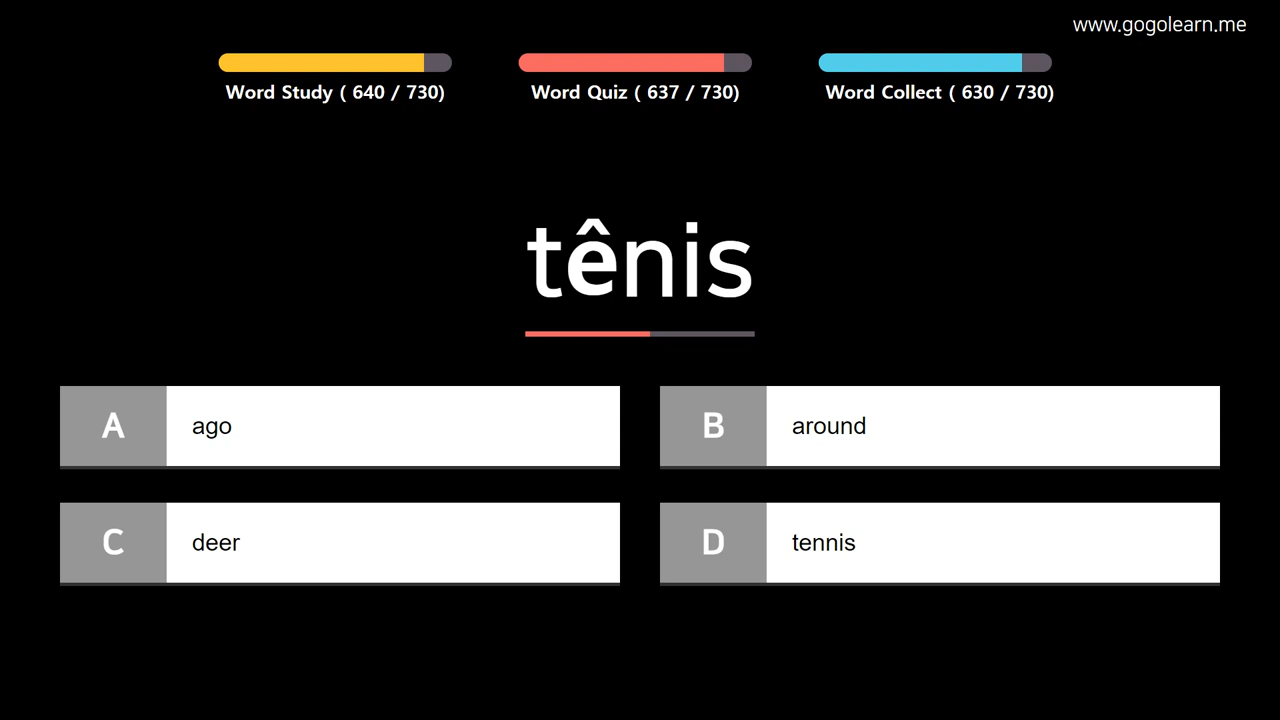 www.gogolearn.me
Word Study ( 640 / 730)
Word Quiz ( 637 / 730)
Word Collect ( 630 / 730)
tênis
A ago
B around
C deer
D tennis